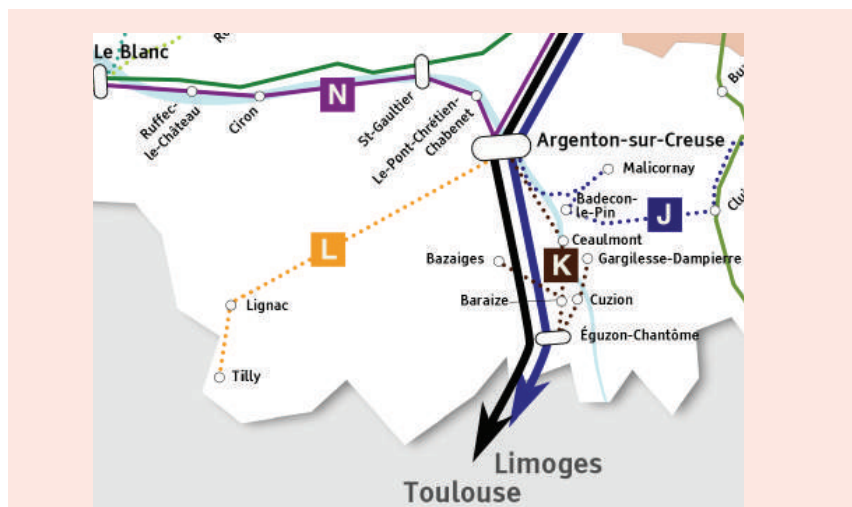 Le Blanc
N
Ruffec-
le-Château
Ciron
St-Gaultier
Le-Pont-Chrétien-
Chabenet
Argenton-sur-Creuse
Malicornay
Badecon-
le-Pin
J
Ceaulmont
L
Bazaiges
K
Gargilesse-Dampierre
Lignac
Baraize
Cuzion
Éguzon-Chantôme
Tilly
Limoges
Toulouse